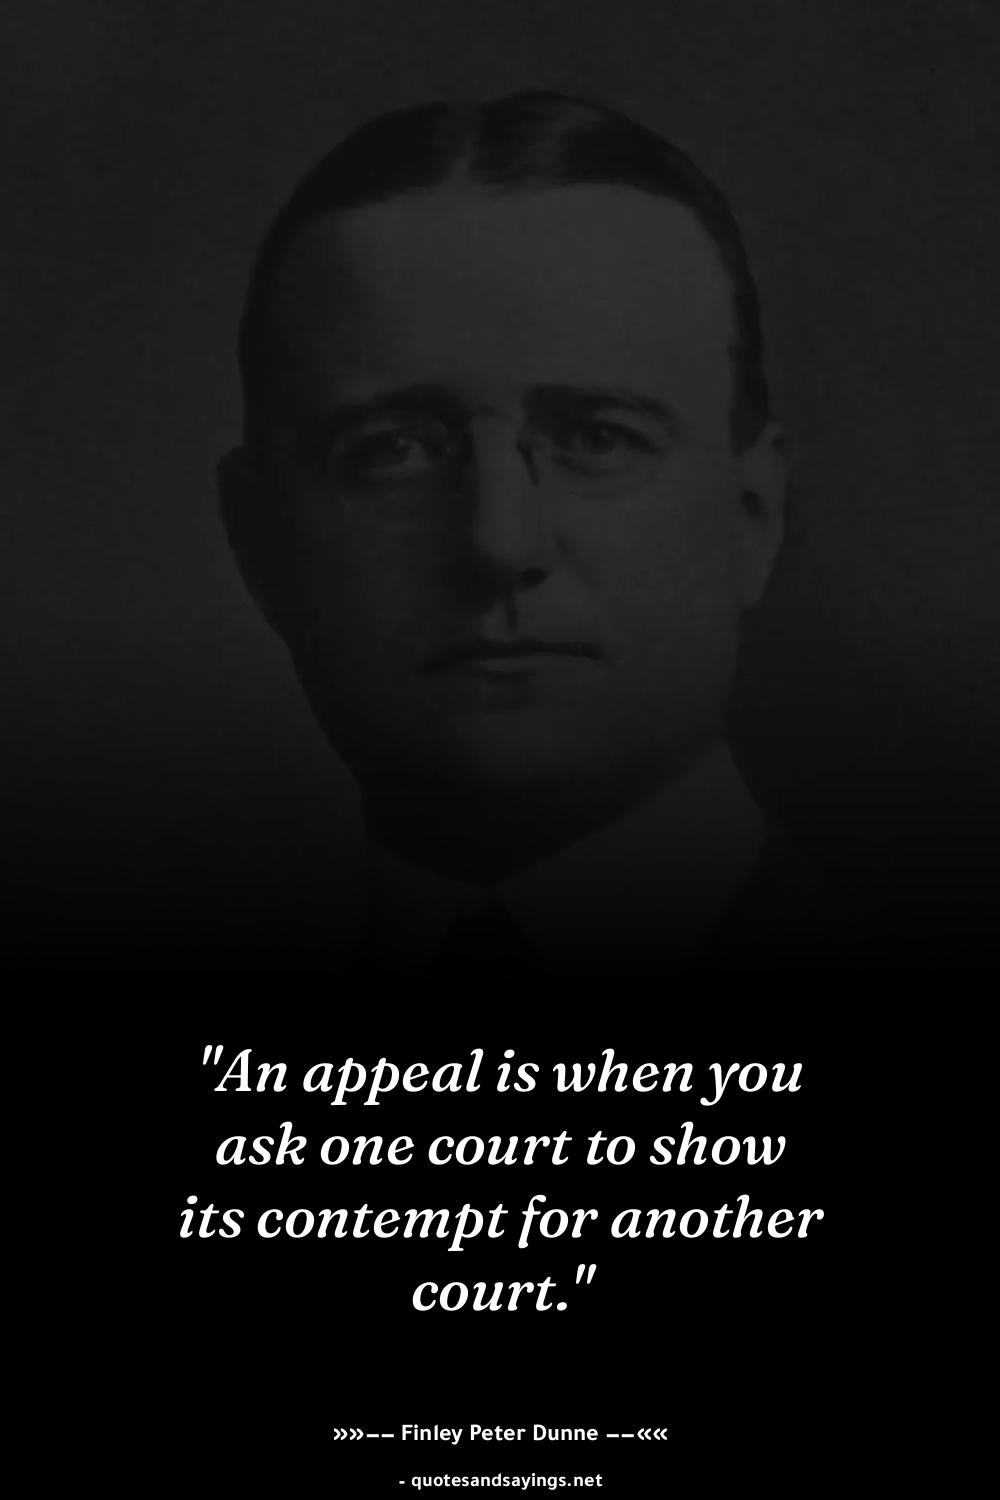 "An appeal is when you
ask one court to show
its contempt for another
court."
»»−− Finley Peter Dunne −−««
- quotesandsayings.net